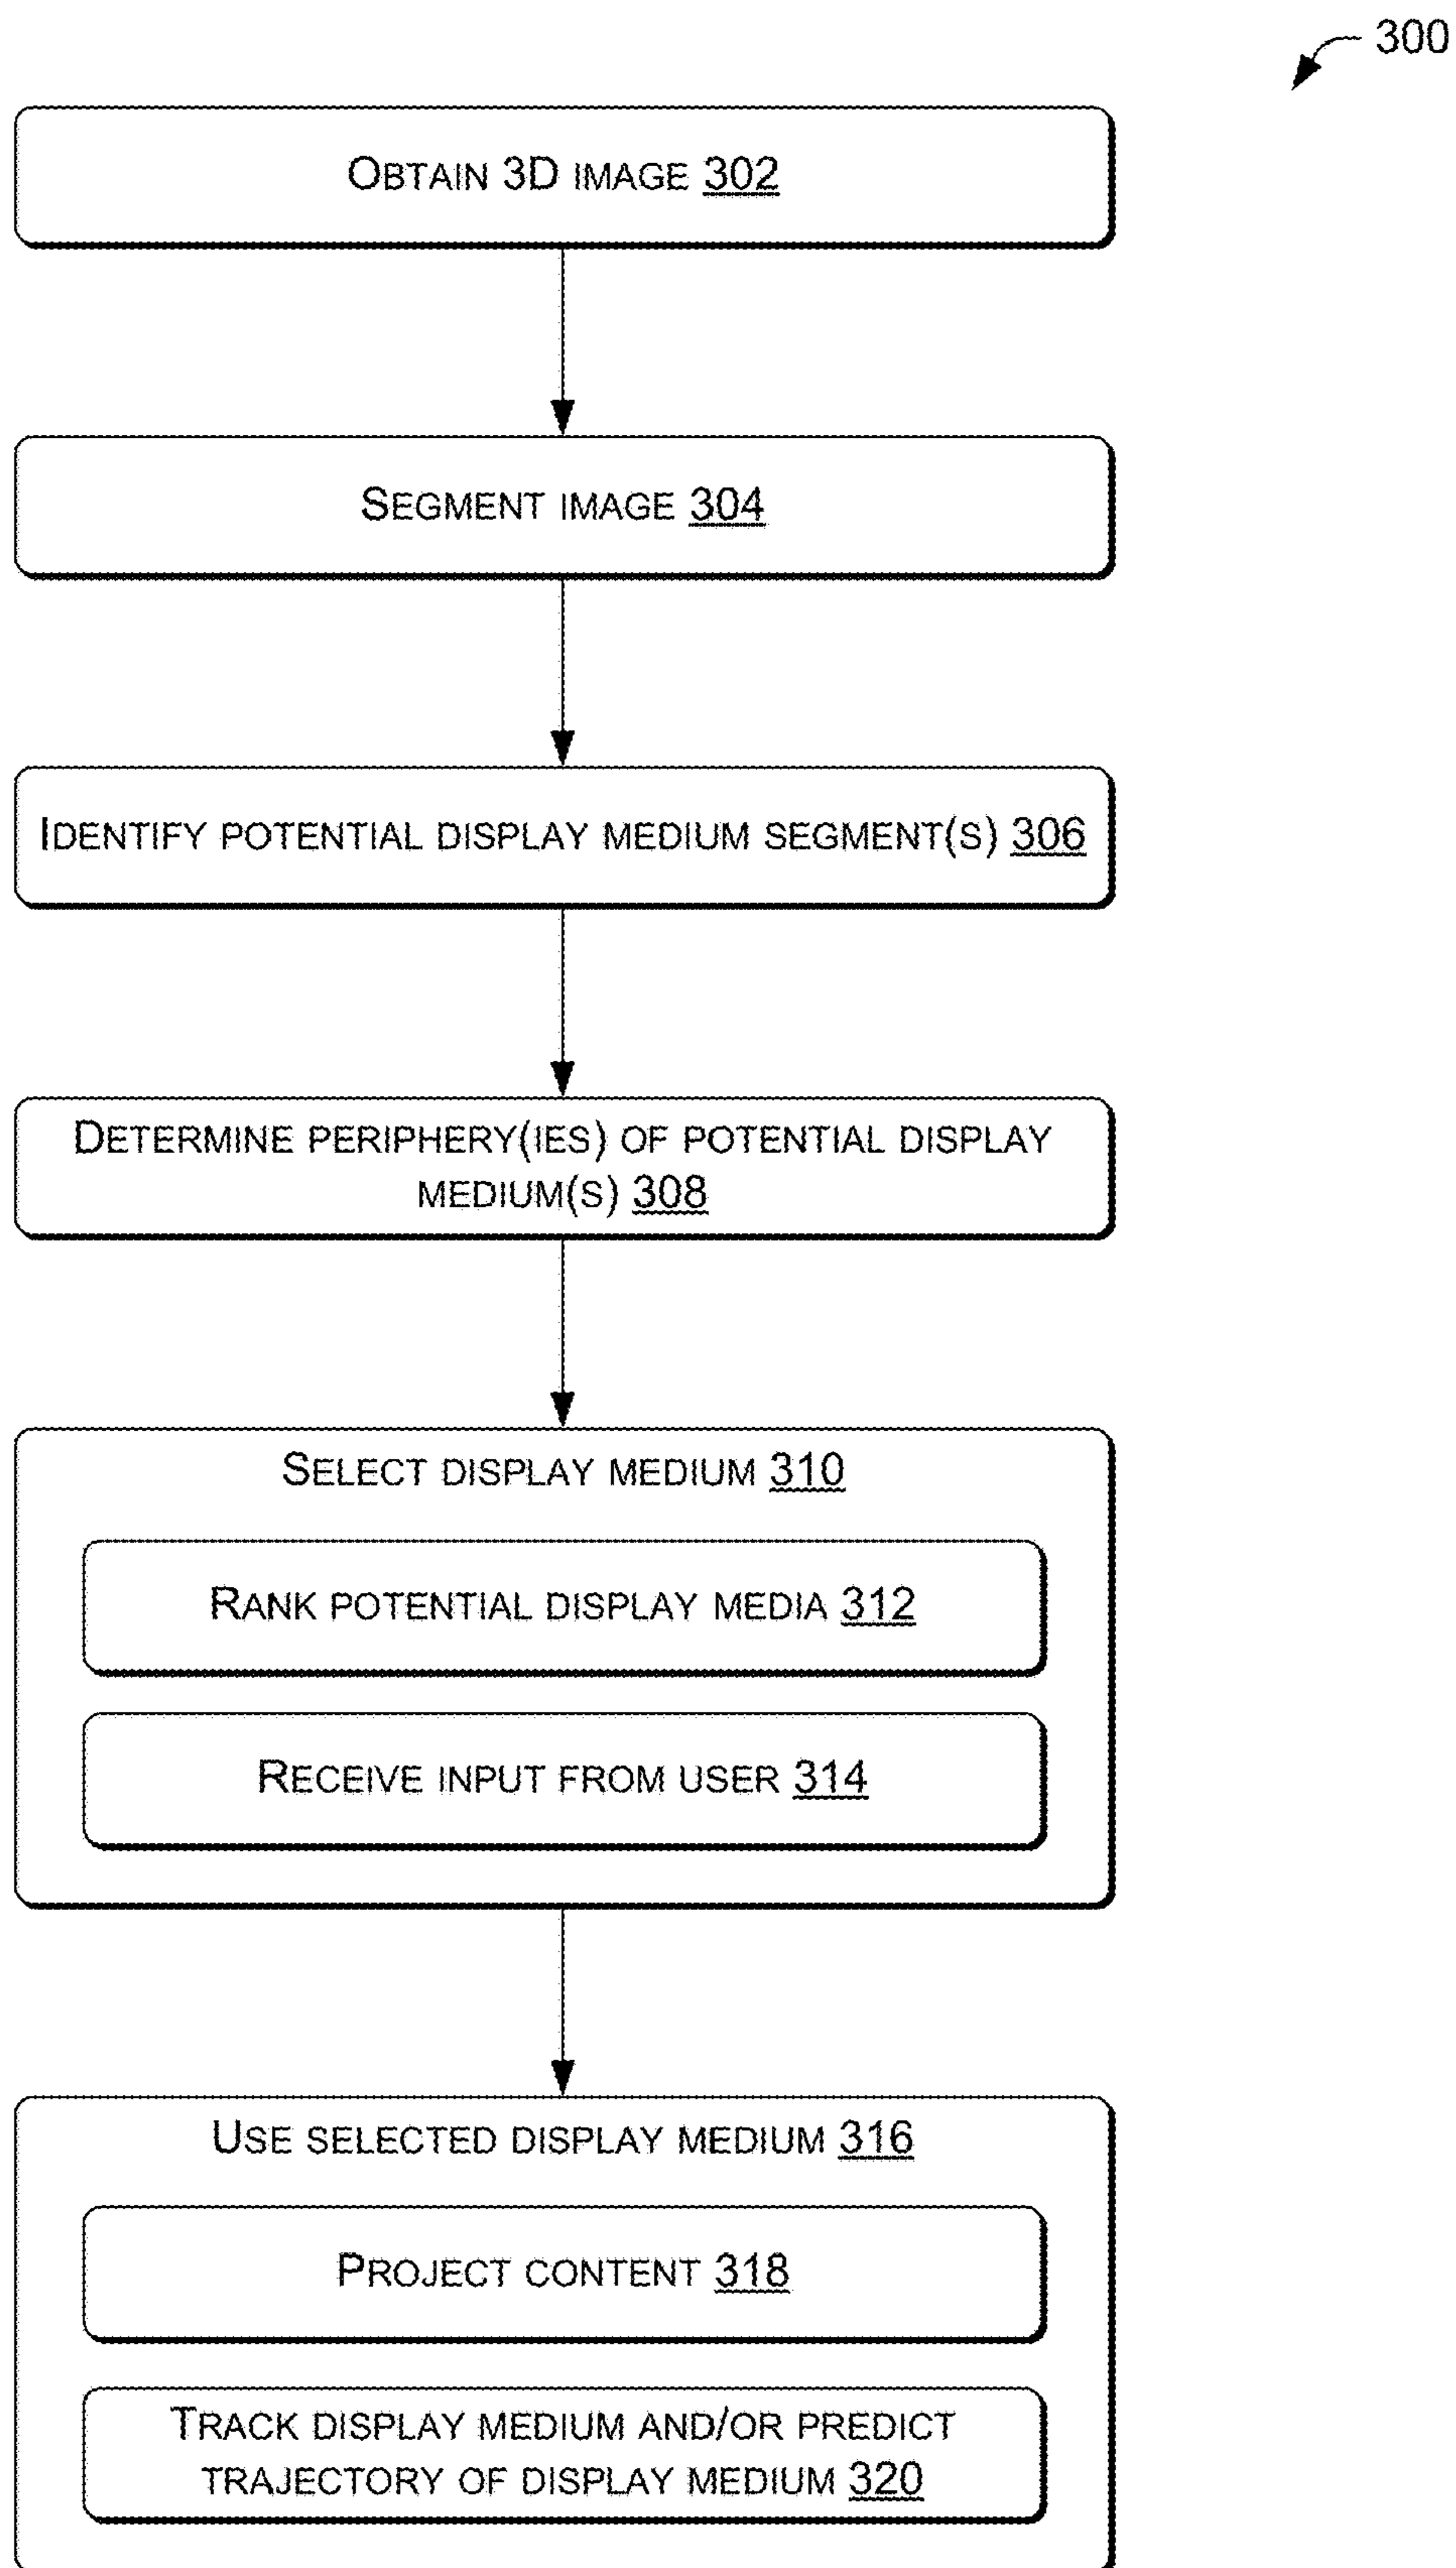 300
OBTAIN 3D IMAGE 302
SEGMENT IMAGE 304
IDENTIFY POTENTIAL DISPLAY MEDIUM SEGMENT(S) 306
DETERMINE PERIPHERY(IES) OF POTENTIAL DISPLAY
MEDIUM(S) 308
SELECT DISPLAY MEDIUM 310
RANK POTENTIAL DISPLAY MEDIA 312
RECEIVE INPUT FROM USER 314
USE SELECTED DISPLAY MEDIUM 316
PROJECT CONTENT 318
TRACK DISPLAY MEDIUM AND/OR PREDICT
TRAJECTORY OF DISPLAY MEDIUM 320